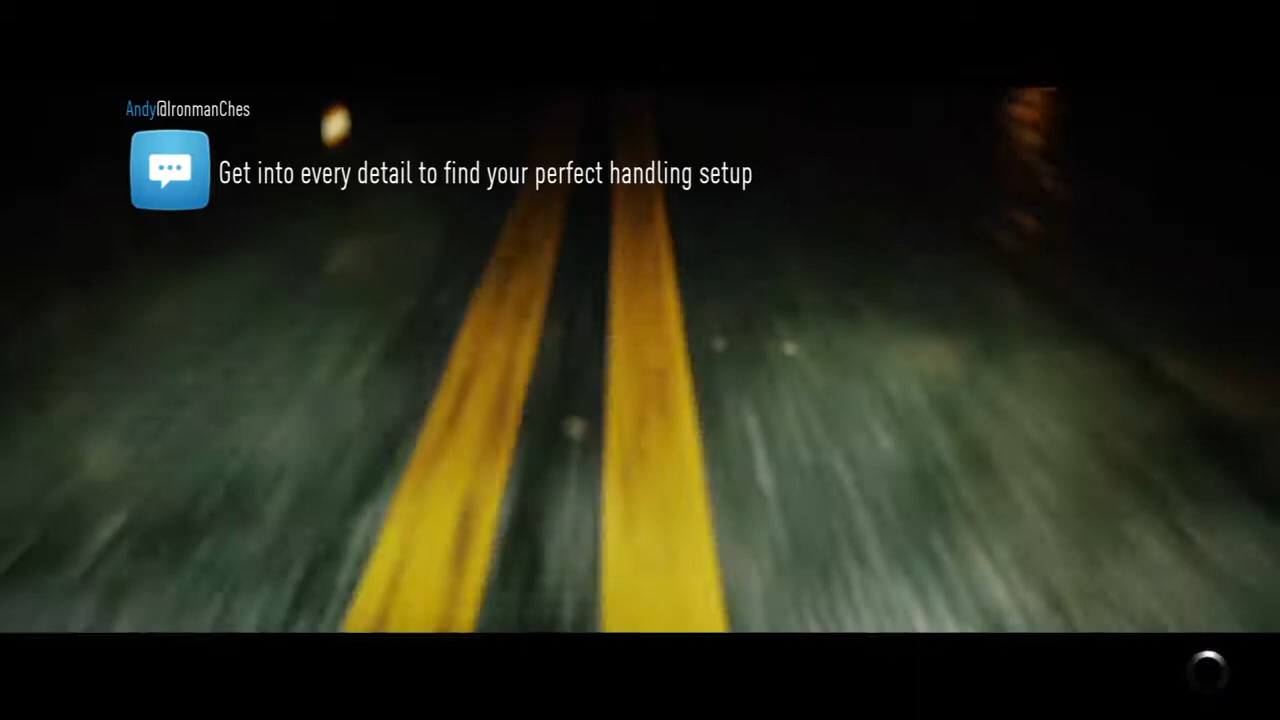 Andy@IronmanChes
Get into every detail to find your perfect handling setup